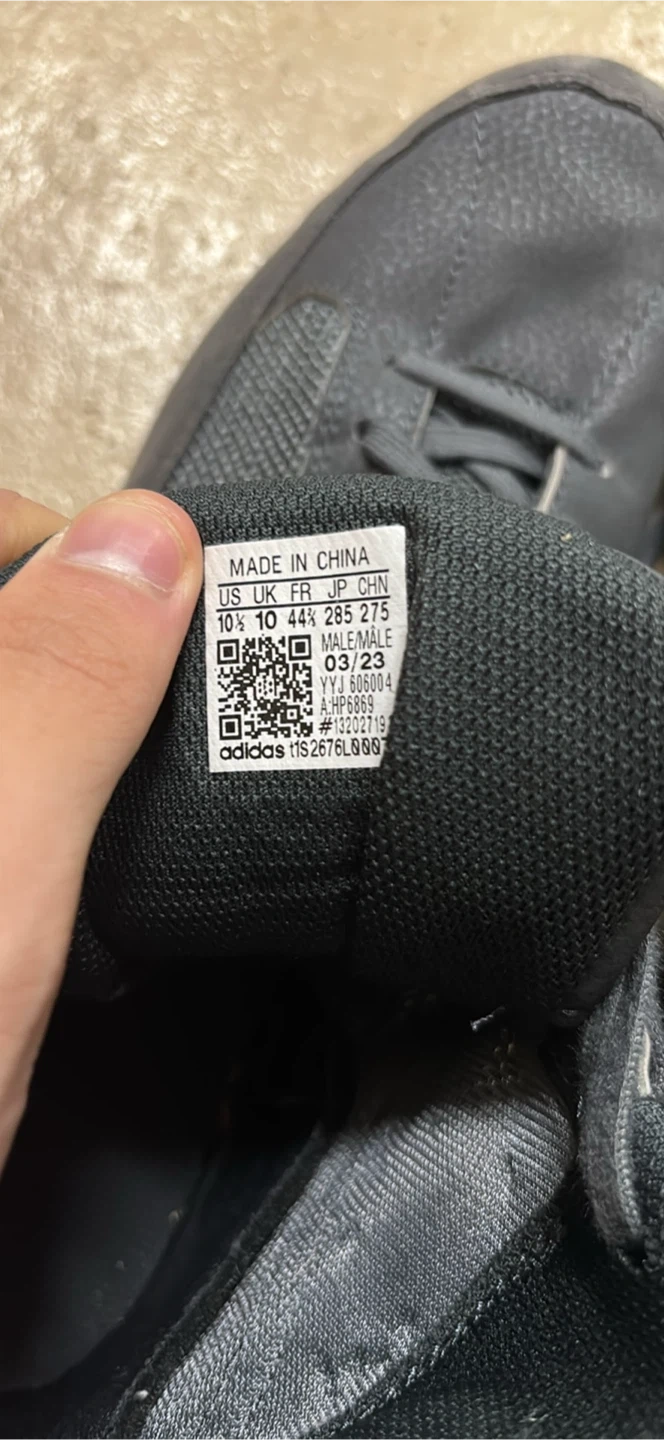 MADE IN CHINA
US UK FR JP CHN
10½ 10 44⅔ 285 275
MALE/MÂLE
03/23
YYJ 606004
A:HP6869
#13202719
adidas t1S2676L000